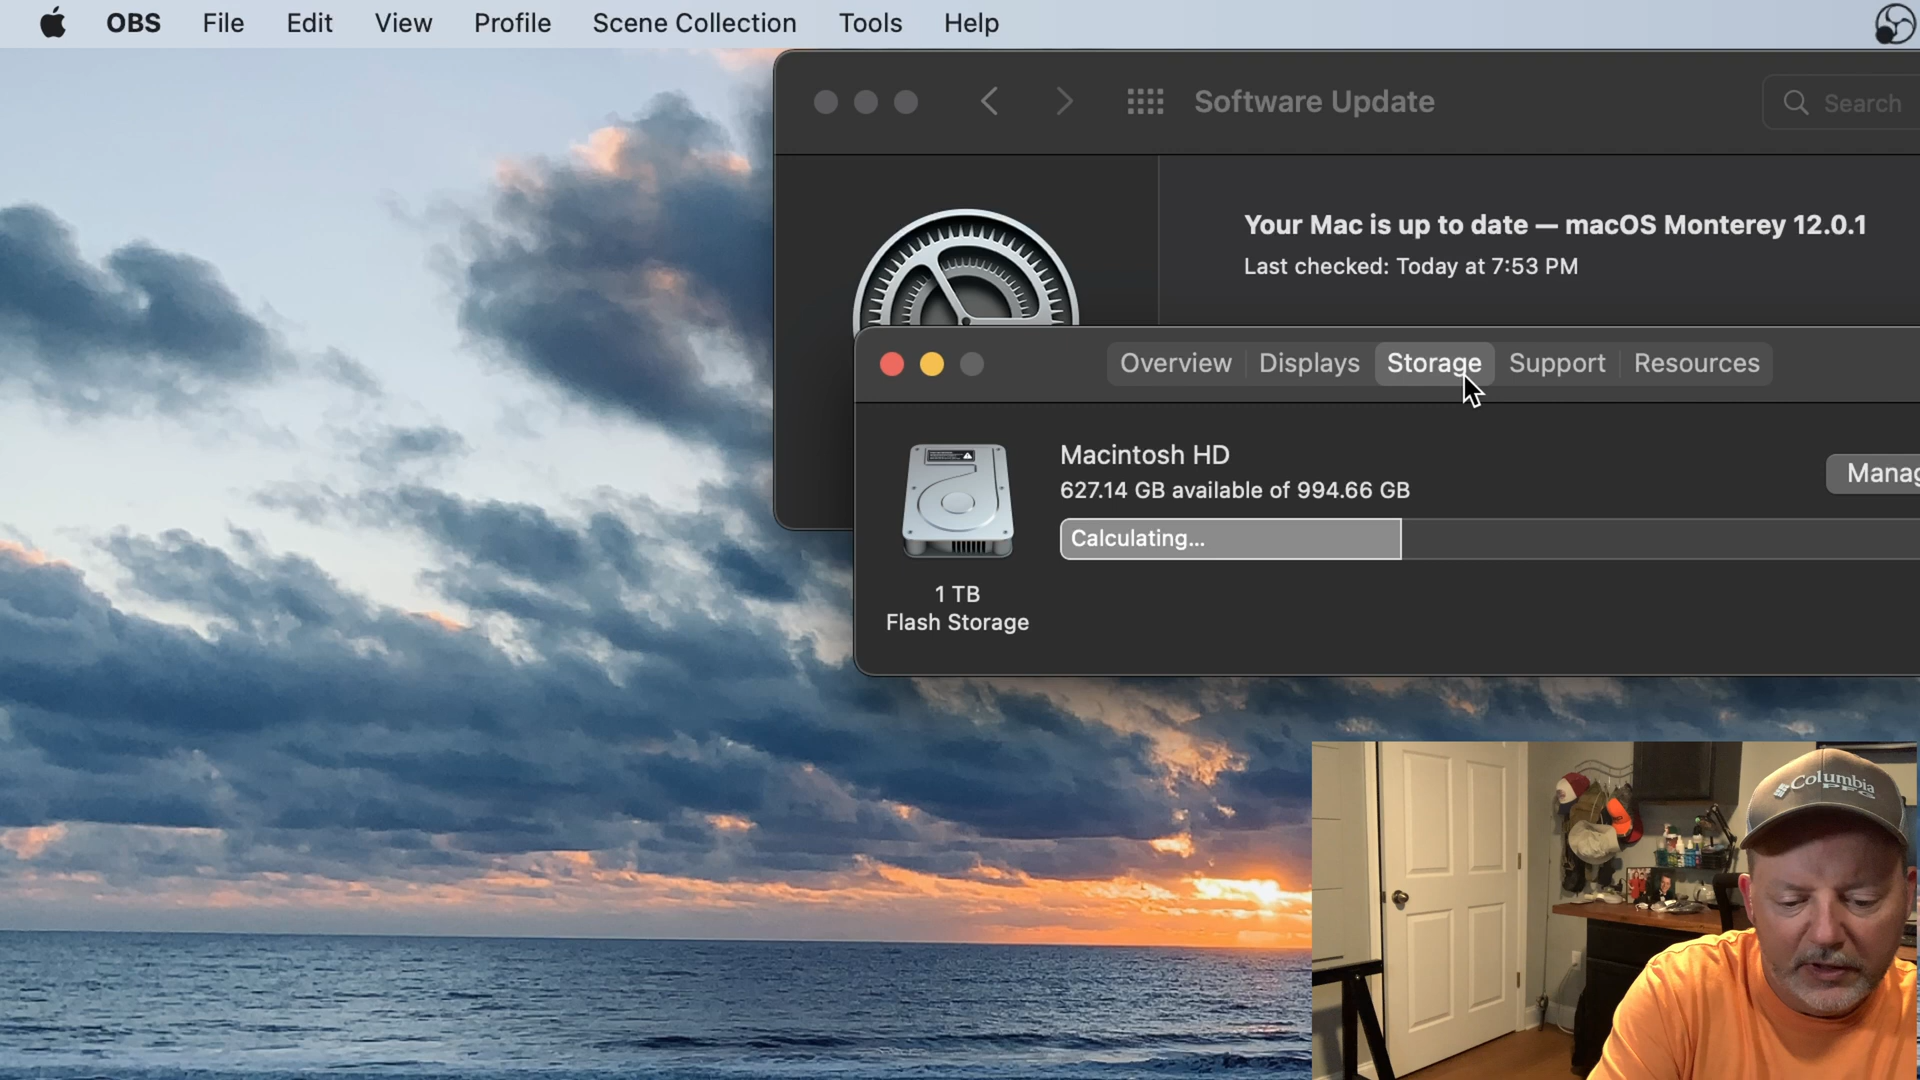 OBS File Edit View Profile Scene Collection Tools Help
Software Update
Search
Your Mac is up to date — macOS Monterey 12.0.1
Last checked: Today at 7:53 PM
Overview Displays Storage Support Resources
Macintosh HD
627.14 GB available of 994.66 GB
Manag
Calculating...
1 TB
Flash Storage
Columbia
PFG